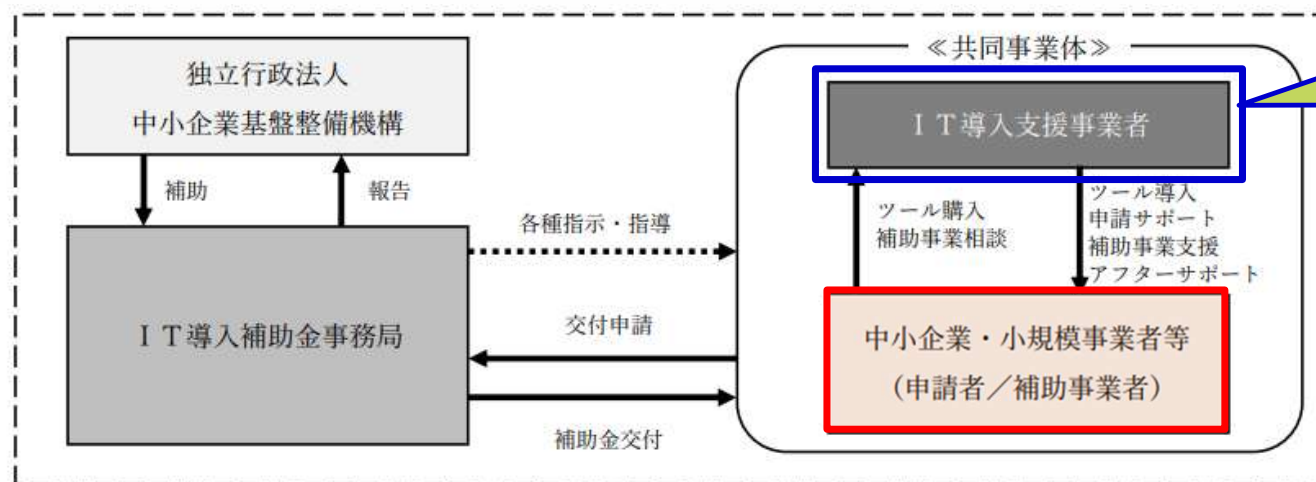 独立行政法人
中小企業基盤整備機構
補助
報告
ＩＴ導入補助金事務局
各種指示・指導
交付申請
補助金交付
≪共同事業体≫
ＩＴ導入支援事業者
ツール購入
補助事業相談
ツール導入
申請サポート
補助事業支援
アフターサポート
中小企業・小規模事業者等
（申請者／補助事業者）